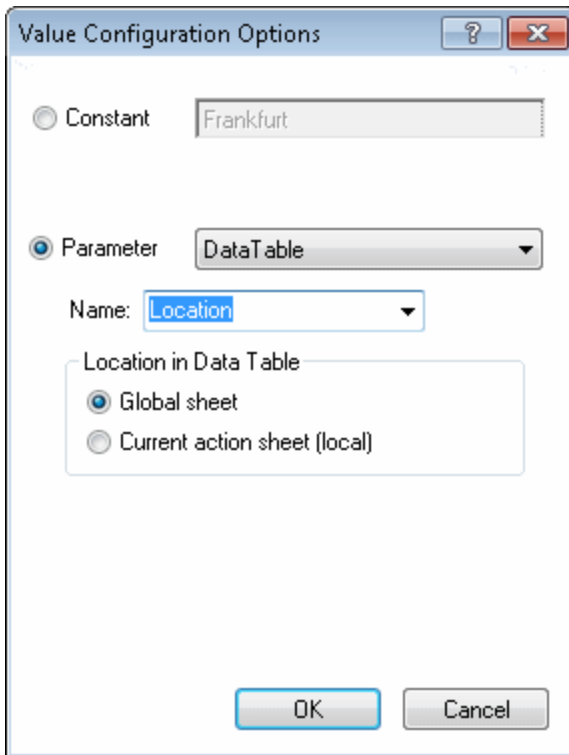 Value Configuration Options ?
Constant Frankfurt
Parameter DataTable
Name: Location
Location in Data Table
Global sheet
Current action sheet (local)
OK Cancel